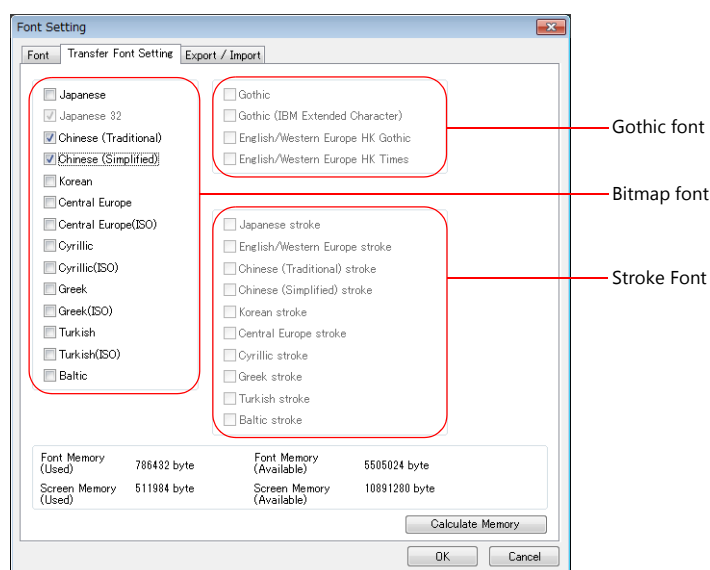 Font Setting
Font
Transfer Font Setting
Export / Import
Japanese
Japanese 32
Chinese (Traditional)
Chinese (Simplified)
Korean
Central Europe
Central Europe(ISO)
Cyrillic
Cyrillic(ISO)
Greek
Greek(ISO)
Turkish
Turkish(ISO)
Baltic
Gothic
Gothic (IBM Extended Character)
English/Western Europe HK Gothic
English/Western Europe HK Times
Japanese stroke
English/Western Europe stroke
Chinese (Traditional) stroke
Chinese (Simplified) stroke
Korean stroke
Central Europe stroke
Cyrillic stroke
Greek stroke
Turkish stroke
Baltic stroke
Gothic font
Bitmap font
Stroke Font
Font Memory
(Used)
786432 byte
Font Memory
(Available)
5505024 byte
Screen Memory
(Used)
511984 byte
Screen Memory
(Available)
10891280 byte
Calculate Memory
OK
Cancel